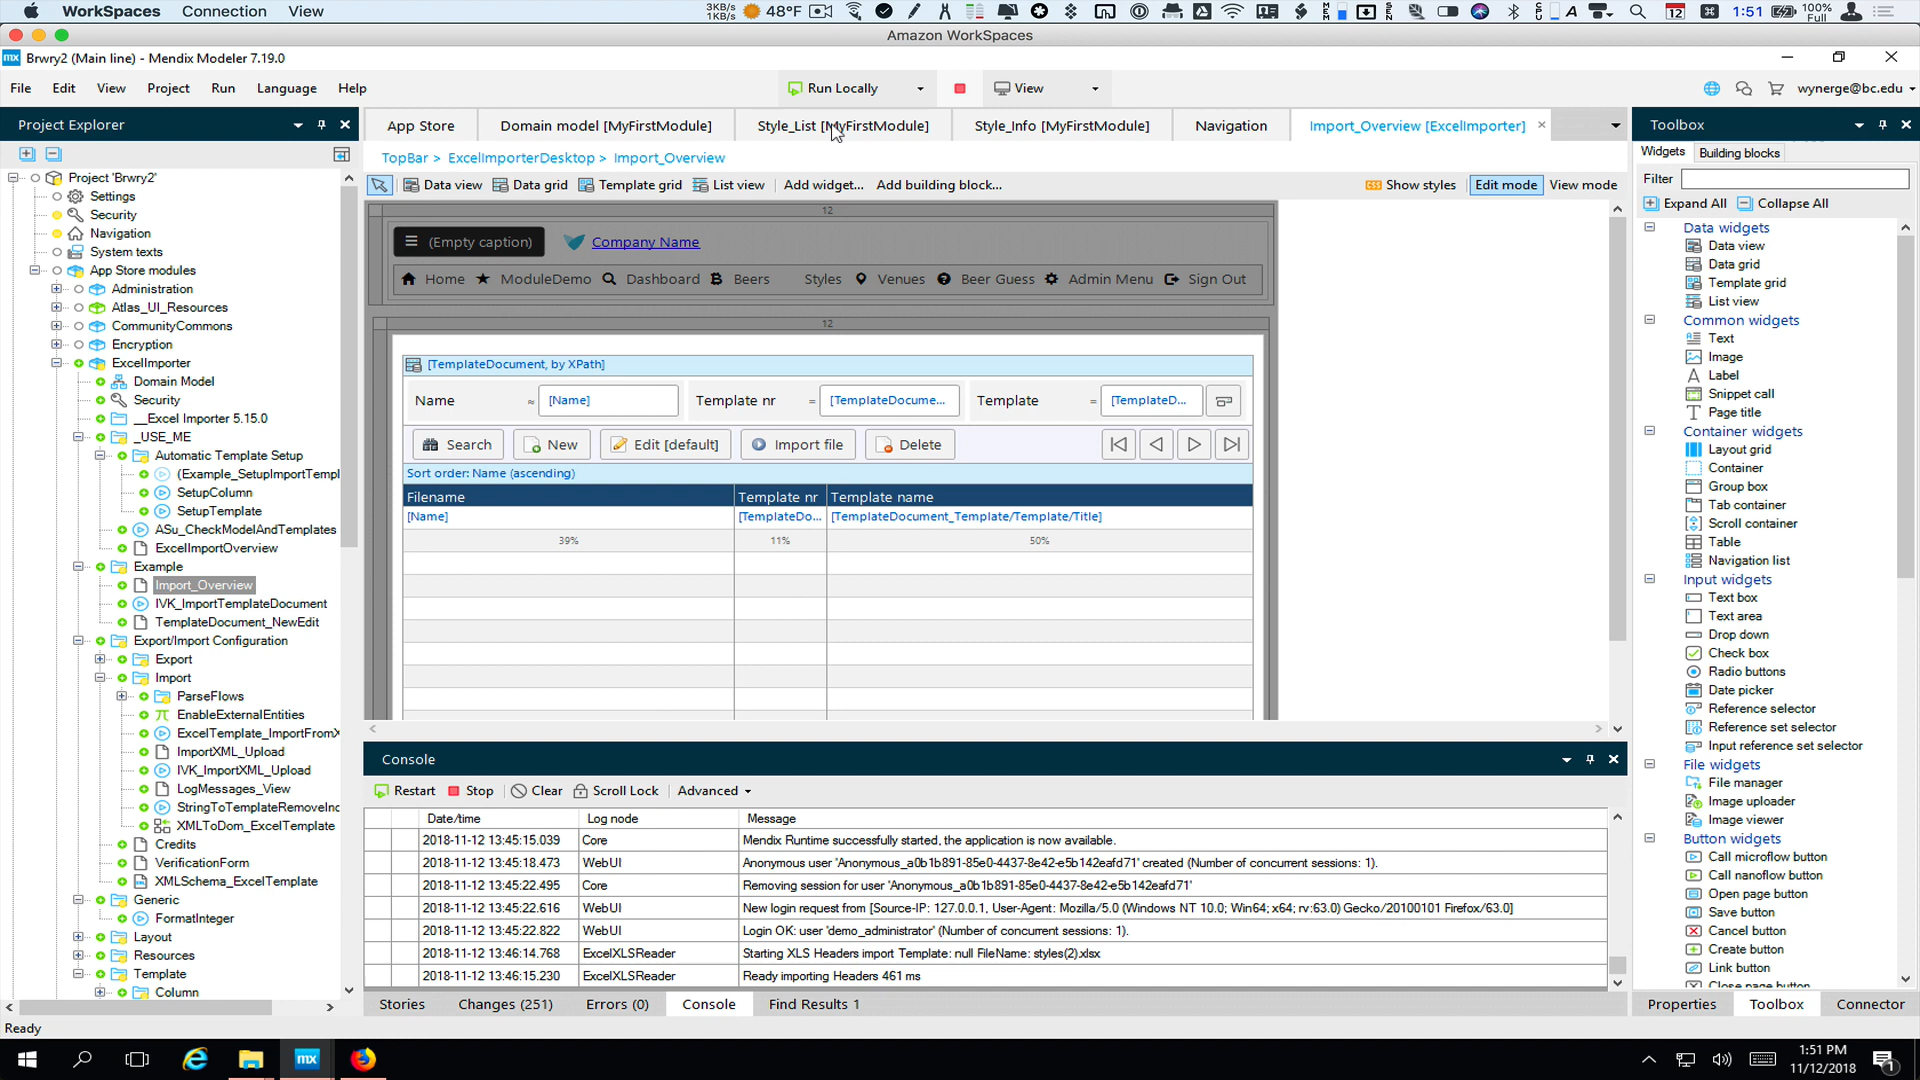 WorkSpaces Connection View 3KB/s 1KB/s 48°F 12 1:51 100% Full
Amazon WorkSpaces
mx Brwry2 (Main line) - Mendix Modeler 7.19.0
File Edit View Project Run Language Help Run Locally View wynerge@bc.edu
Project Explorer
App Store Domain model [MyFirstModule] Style_List [MyFirstModule] Style_Info [MyFirstModule] Navigation Import_Overview [ExcelImporter]
Toolbox
TopBar > ExcelImporterDesktop > Import_Overview
Widgets Building blocks
Data view Data grid Template grid List view Add widget... Add building block... Show styles Edit mode View mode
Filter
Expand All Collapse All
Project 'Brwry2'
Settings
Security
Navigation
System texts
App Store modules
Administration
Atlas_UI_Resources
CommunityCommons
Encryption
ExcelImporter
Domain Model
Security
__Excel Importer 5.15.0
_USE_ME
Automatic Template Setup
(Example_SetupImportTempl
SetupColumn
SetupTemplate
ASu_CheckModelAndTemplates
ExcelImportOverview
Example
Import_Overview
IVK_ImportTemplateDocument
TemplateDocument_NewEdit
Export/Import Configuration
Export
Import
ParseFlows
EnableExternalEntities
ExcelTemplate_ImportFromX
ImportXML_Upload
IVK_ImportXML_Upload
LogMessages_View
StringToTemplateRemoveInc
XMLToDom_ExcelTemplate
Credits
VerificationForm
XMLSchema_ExcelTemplate
Generic
FormatInteger
Layout
Resources
Template
Column
12
(Empty caption) Company Name
Home ModuleDemo Dashboard Beers Styles Venues Beer Guess Admin Menu Sign Out
12
[TemplateDocument, by XPath]
Name ≈ [Name] Template nr = [TemplateDocume... Template = [TemplateD...
Search New Edit [default] Import file Delete
Sort order: Name (ascending)
Filename Template nr Template name
[Name] [TemplateDo... [TemplateDocument_Template/Template/Title]
39% 11% 50%
Console
Restart Stop Clear Scroll Lock Advanced
Date/time Log node Message
2018-11-12 13:45:15.039 Core Mendix Runtime successfully started, the application is now available.
2018-11-12 13:45:18.473 WebUI Anonymous user 'Anonymous_a0b1b891-85e0-4437-8e42-e5b142eafd71' created (Number of concurrent sessions: 1).
2018-11-12 13:45:22.495 Core Removing session for user 'Anonymous_a0b1b891-85e0-4437-8e42-e5b142eafd71'
2018-11-12 13:45:22.616 WebUI New login request from [Source-IP: 127.0.0.1, User-Agent: Mozilla/5.0 (Windows NT 10.0; Win64; x64; rv:63.0) Gecko/20100101 Firefox/63.0]
2018-11-12 13:45:22.822 WebUI Login OK: user 'demo_administrator' (Number of concurrent sessions: 1).
2018-11-12 13:46:14.768 ExcelXLSReader Starting XLS Headers import Template: null FileName: styles(2).xlsx
2018-11-12 13:46:15.230 ExcelXLSReader Ready importing Headers 461 ms
Stories Changes (251) Errors (0) Console Find Results 1
Data widgets
Data view
Data grid
Template grid
List view
Common widgets
Text
Image
Label
Snippet call
Page title
Container widgets
Layout grid
Container
Group box
Tab container
Scroll container
Table
Navigation list
Input widgets
Text box
Text area
Drop down
Check box
Radio buttons
Date picker
Reference selector
Reference set selector
Input reference set selector
File widgets
File manager
Image uploader
Image viewer
Button widgets
Call microflow button
Call nanoflow button
Open page button
Save button
Cancel button
Create button
Link button
Close page button
Properties Toolbox Connector
Ready
mx
1:51 PM
11/12/2018
1